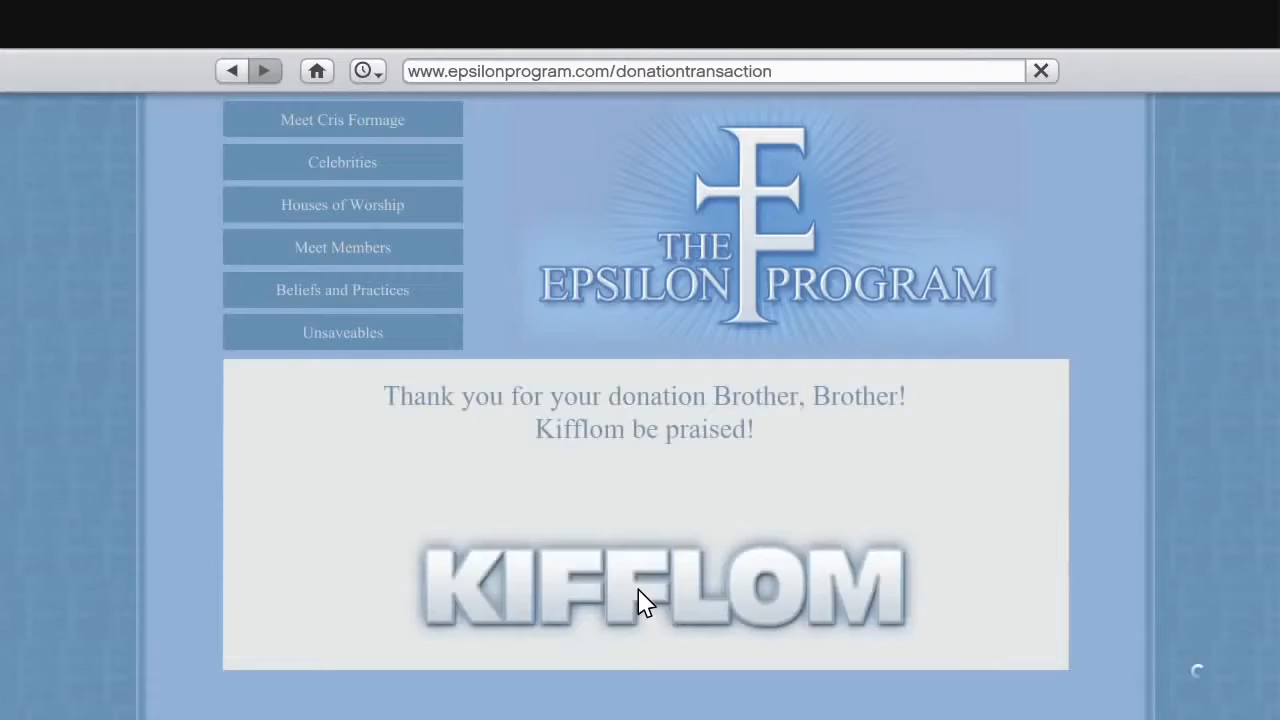 www.epsilonprogram.com/donationtransaction
Meet Cris Formage
Celebrities
Houses of Worship
Meet Members
Beliefs and Practices
Unsaveables
THE
EPSILON PROGRAM
Thank you for your donation Brother, Brother!
Kifflom be praised!
KIFFLOM